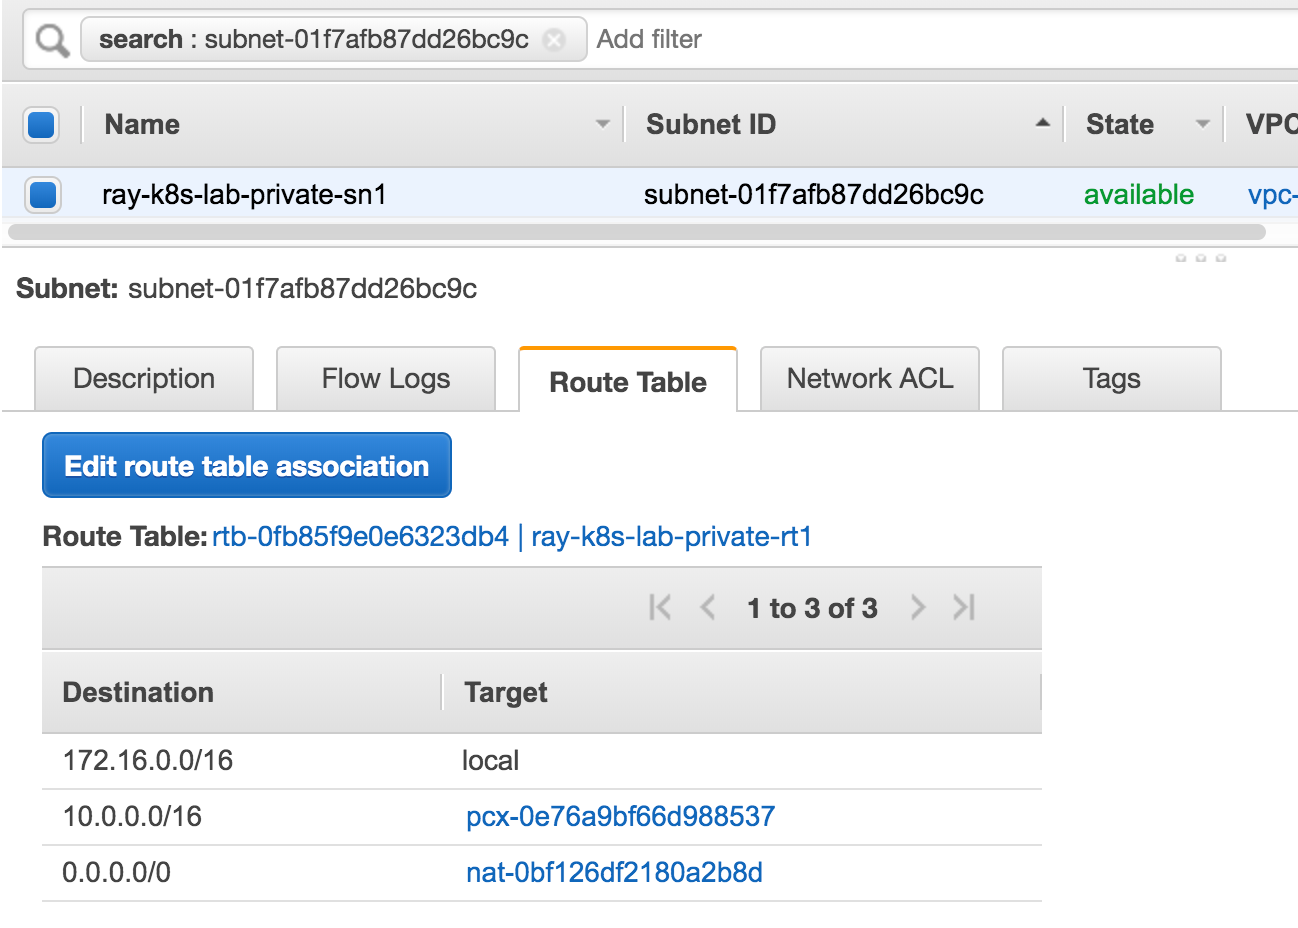 search : subnet-01f7afb87dd26bc9c Add filter
Name Subnet ID State VPC
ray-k8s-lab-private-sn1 subnet-01f7afb87dd26bc9c available vpc-
Subnet: subnet-01f7afb87dd26bc9c
Description Flow Logs Route Table Network ACL Tags
Edit route table association
Route Table: rtb-0fb85f9e0e6323db4 | ray-k8s-lab-private-rt1
1 to 3 of 3
Destination Target
172.16.0.0/16 local
10.0.0.0/16 pcx-0e76a9bf66d988537
0.0.0.0/0 nat-0bf126df2180a2b8d